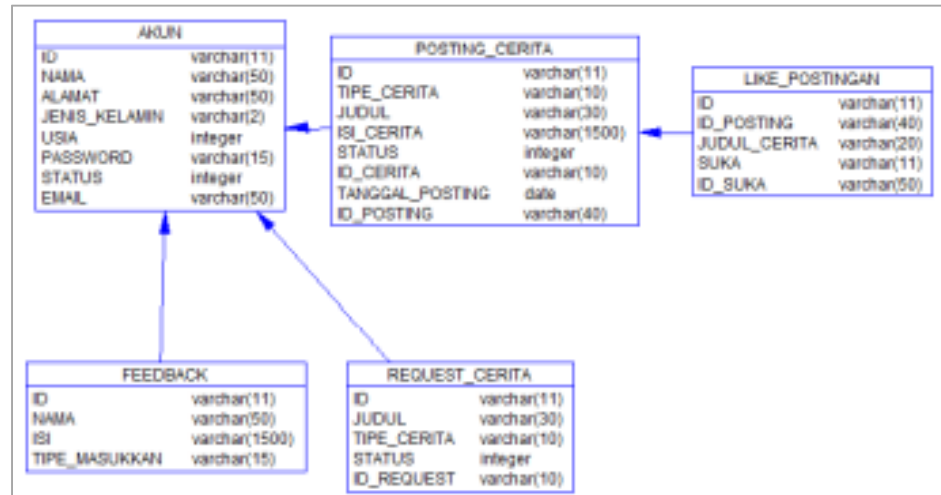 AKUN
ID varchar(11)
NAMA varchar(50)
ALAMAT varchar(50)
JENIS_KELAMIN varchar(2)
USIA integer
PASSWORD varchar(15)
STATUS integer
EMAIL varchar(50)
POSTING_CERITA
ID varchar(11)
TIPE_CERITA varchar(10)
JUDUL varchar(30)
ISI_CERITA varchar(1500)
STATUS integer
ID_CERITA varchar(10)
TANGGAL_POSTING date
ID_POSTING varchar(40)
LIKE_POSTINGAN
ID varchar(11)
ID_POSTING varchar(40)
JUDUL_CERITA varchar(20)
SUKA varchar(11)
ID_SUKA varchar(50)
FEEDBACK
ID varchar(11)
NAMA varchar(50)
ISI varchar(1500)
TIPE_MASUKKAN varchar(15)
REQUEST_CERITA
ID varchar(11)
JUDUL varchar(30)
TIPE_CERITA varchar(10)
STATUS integer
ID_REQUEST varchar(10)